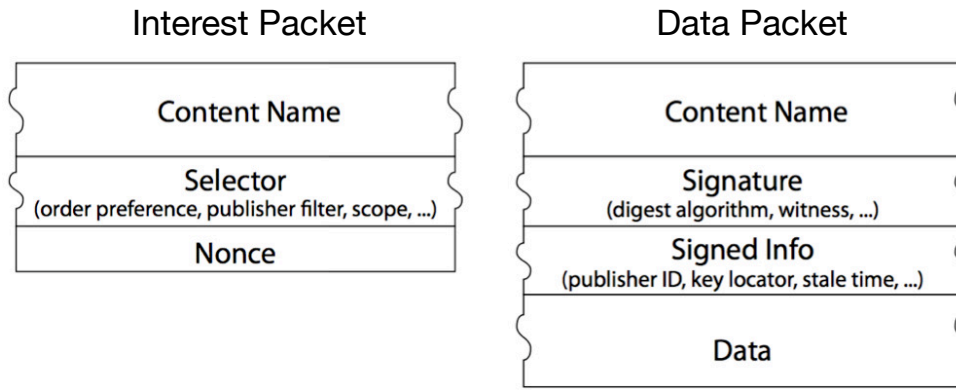 Interest Packet
Content Name
Selector
(order preference, publisher filter, scope, ...)
Nonce
Data Packet
Content Name
Signature
(digest algorithm, witness, ...)
Signed Info
(publisher ID, key locator, stale time, ...)
Data